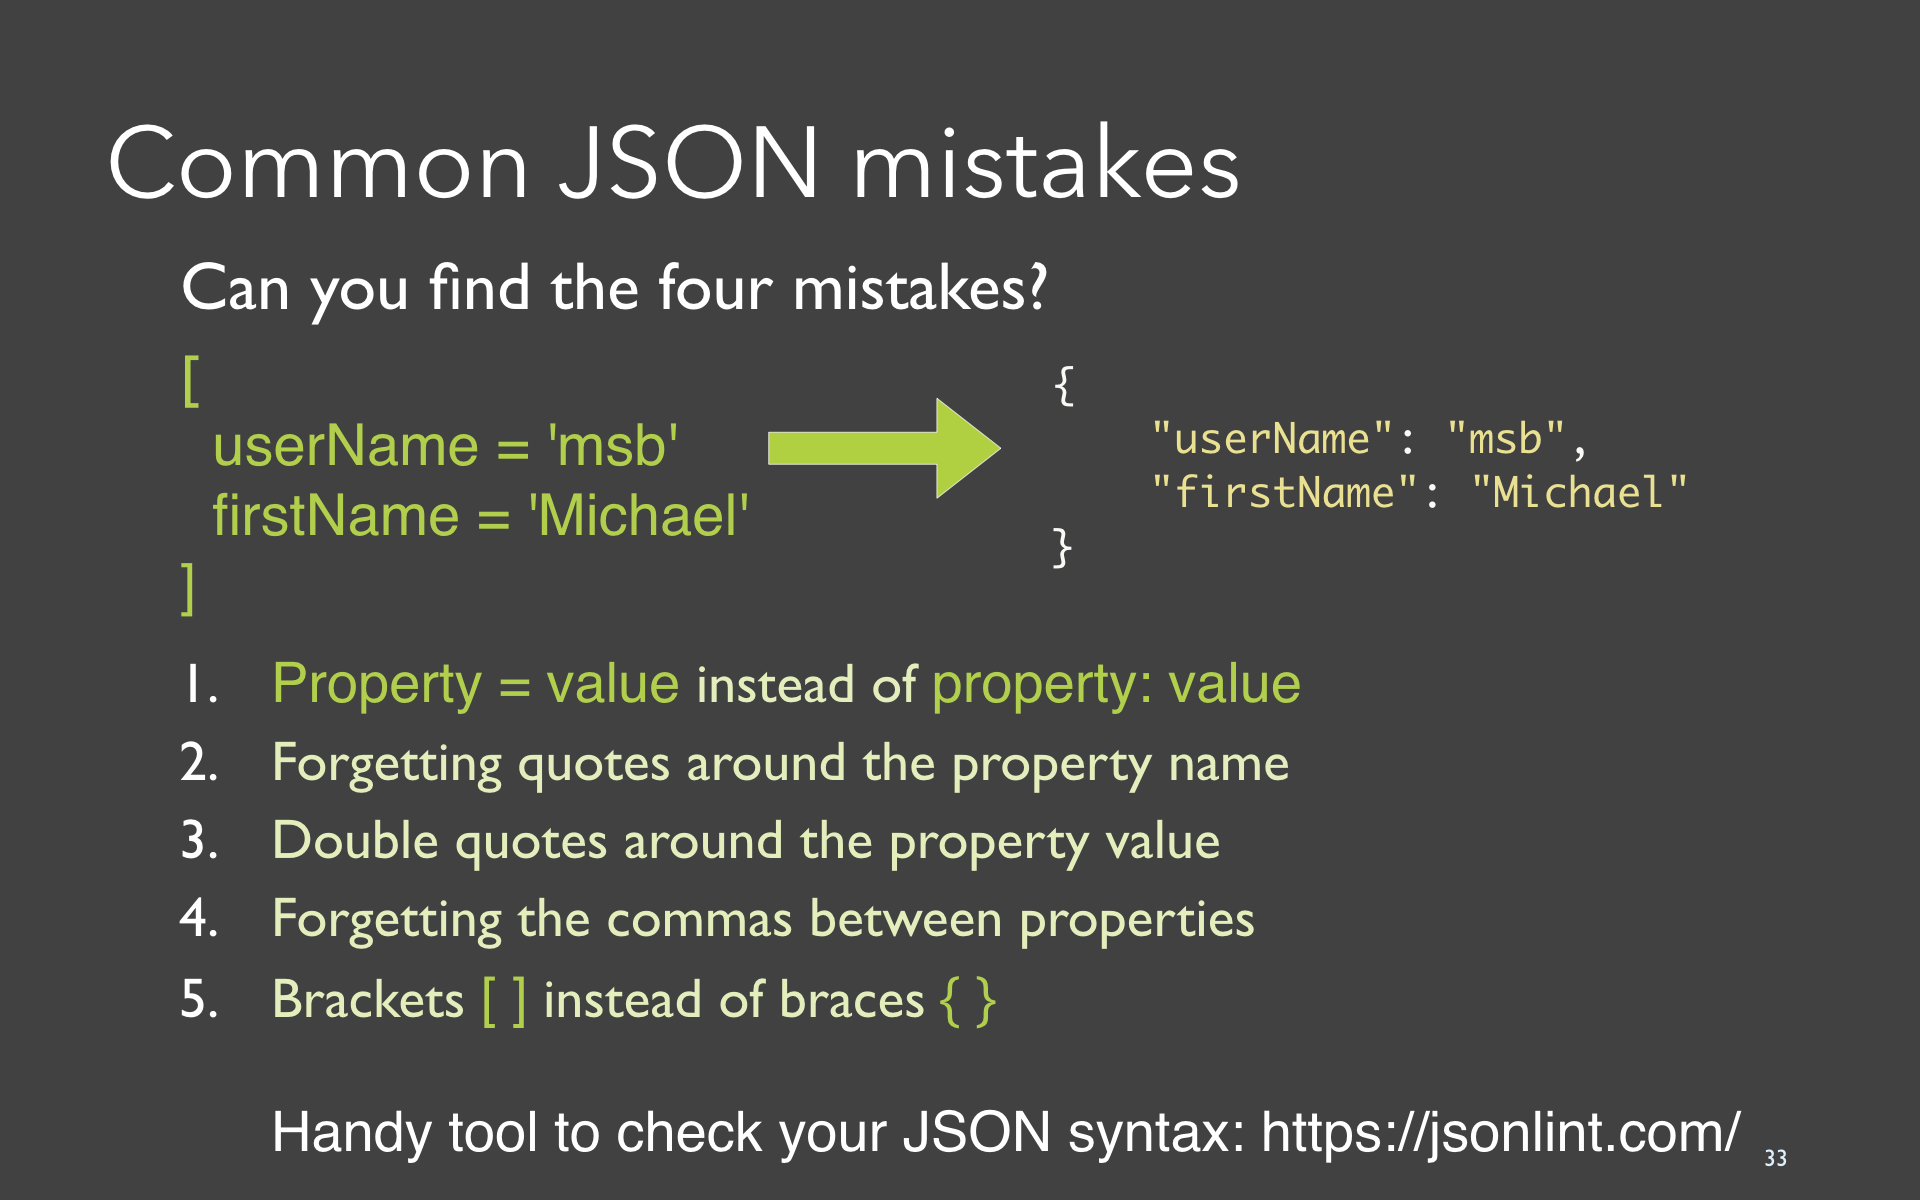 Common JSON mistakes
Can you find the four mistakes?
[
userName = 'msb'
firstName = 'Michael'
]
{
"userName": "msb",
"firstName": "Michael"
}
1. Property = value instead of property: value
2. Forgetting quotes around the property name
3. Double quotes around the property value
4. Forgetting the commas between properties
5. Brackets [ ] instead of braces { }
Handy tool to check your JSON syntax: https://jsonlint.com/
33